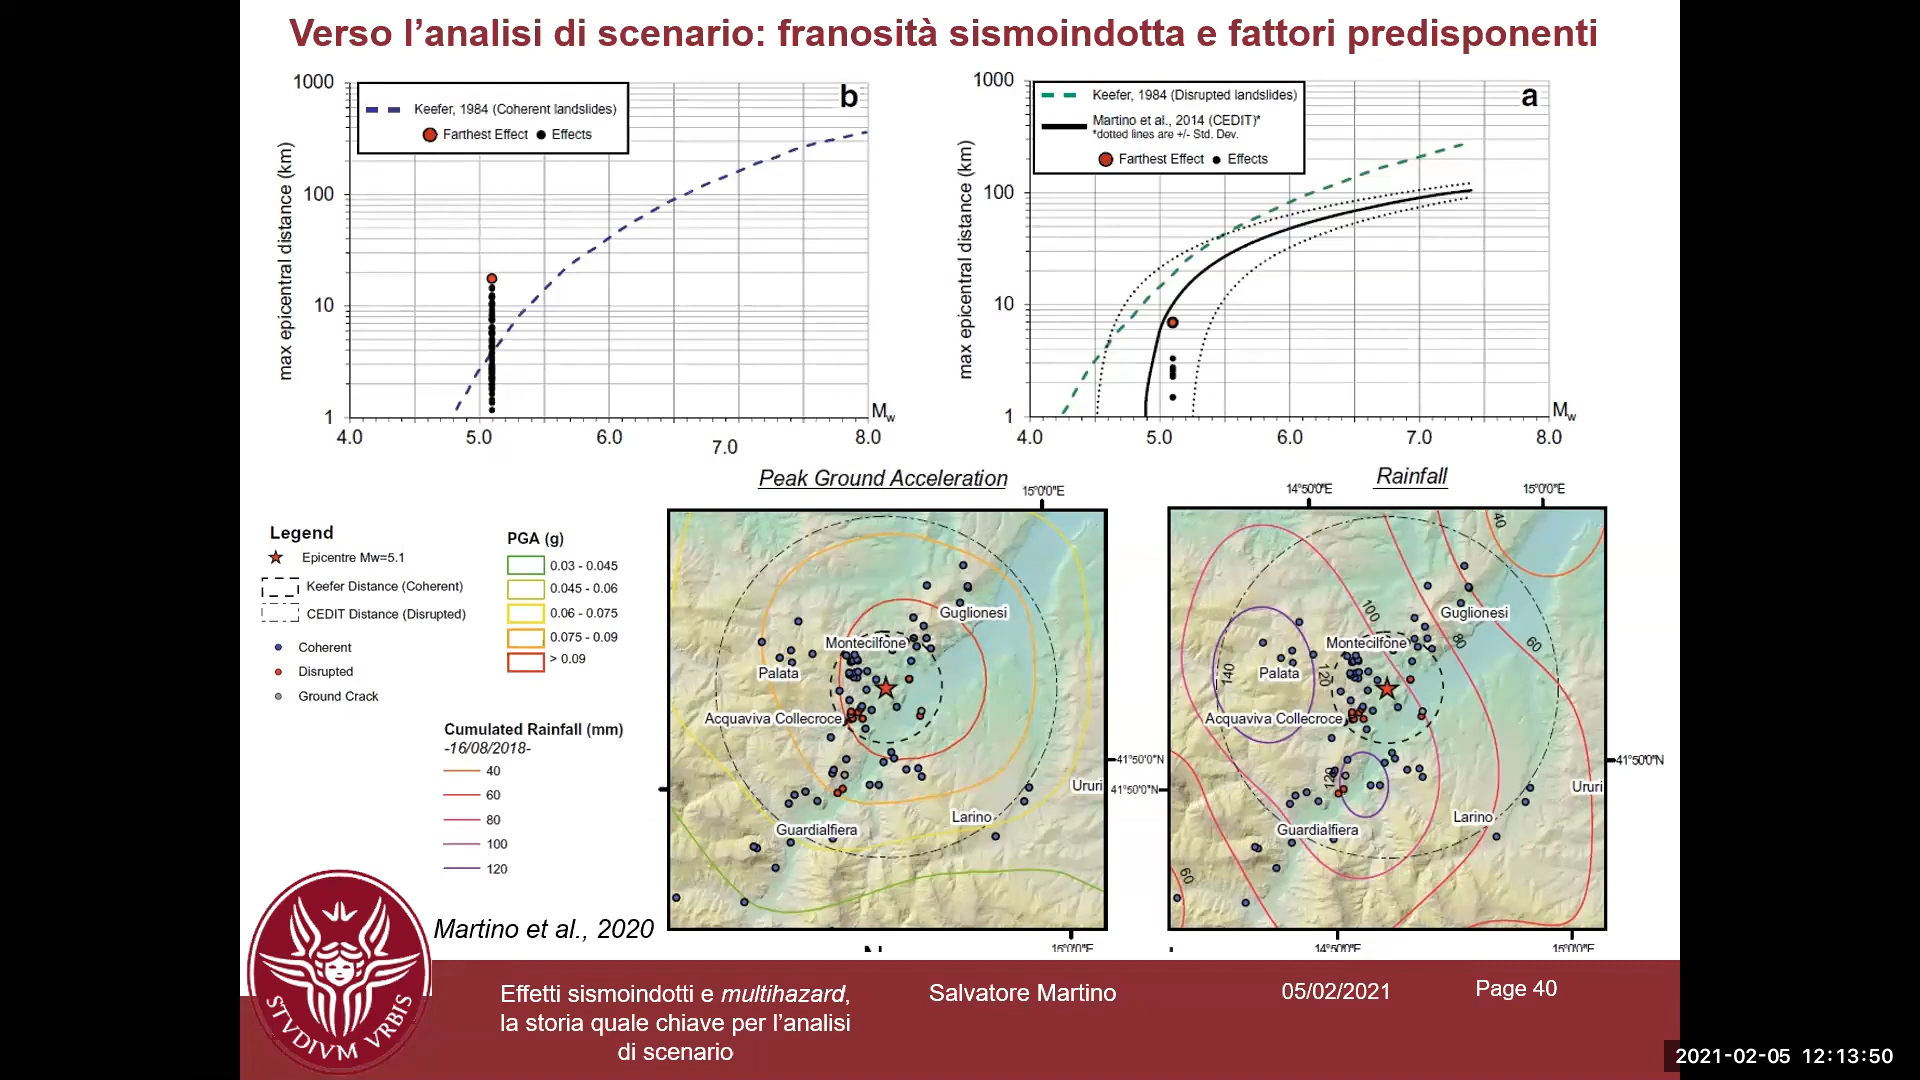 Verso l’analisi di scenario: franosità sismoindotta e fattori predisponenti
b
Keefer, 1984 (Coherent landslides)
Farthest Effect
Effects
max epicentral distance (km)
1000
100
10
1
4.0
5.0
6.0
7.0
8.0
Mw
a
Keefer, 1984 (Disrupted landslides)
Martino et al., 2014 (CEDIT)*
*dotted lines are +/- Std. Dev.
Farthest Effect
Effects
max epicentral distance (km)
1000
100
10
1
4.0
5.0
6.0
7.0
8.0
Mw
Legend
Epicentre Mw=5.1
Keefer Distance (Coherent)
CEDIT Distance (Disrupted)
Coherent
Disrupted
Ground Crack
PGA (g)
0.03 - 0.045
0.045 - 0.06
0.06 - 0.075
0.075 - 0.09
> 0.09
Cumulated Rainfall (mm)
-16/08/2018-
40
60
80
100
120
Martino et al., 2020
Peak Ground Acceleration
15°0'0"E
Guglionesi
Montecilfone
Palata
Acquaviva Collecroce
Ururi
Larino
Guardialfiera
41°50'0"N
15°0'0"E
Rainfall
14°50'0"E
15°0'0"E
40
100
Guglionesi
80
60
Montecilfone
140
Palata
120
Acquaviva Collecroce
41°50'0"N
120
Ururi
41°50'0"N
Larino
Guardialfiera
60
14°50'0"E
15°0'0"E
STVDIVM VRBIS
Effetti sismoindotti e multihazard,
la storia quale chiave per l’analisi
di scenario
Salvatore Martino
05/02/2021
Page 40
2021-02-05 12:13:50